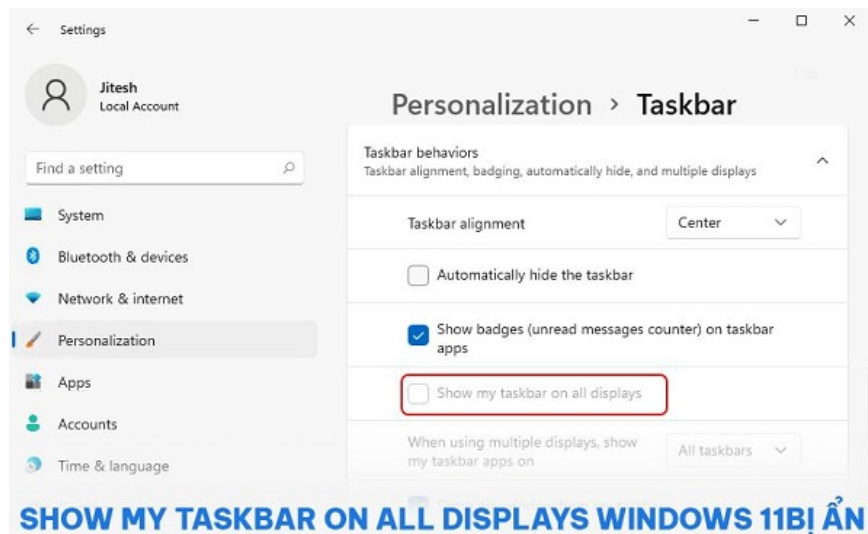 ← Settings
Jitesh
Local Account
Personalization > Taskbar
Find a setting
Taskbar behaviors
Taskbar alignment, badging, automatically hide, and multiple displays
System
Taskbar alignment
Center
Bluetooth & devices
Automatically hide the taskbar
Network & internet
Show badges (unread messages counter) on taskbar
apps
Personalization
Apps
Show my taskbar on all displays
Accounts
When using multiple displays, show
my taskbar apps on
All taskbars
Time & language
SHOW MY TASKBAR ON ALL DISPLAYS WINDOWS 11BỊ ẨN